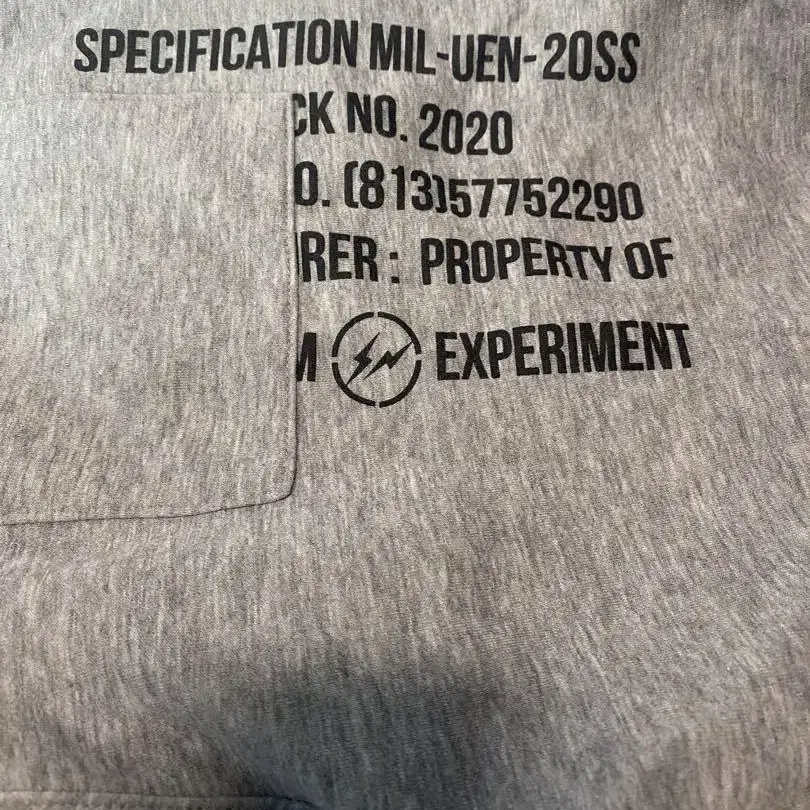 SPECIFICATION MIL-UEN-20SS
CK NO. 2020
O. (813)57752290
RER: PROPERTY OF
M EXPERIMENT